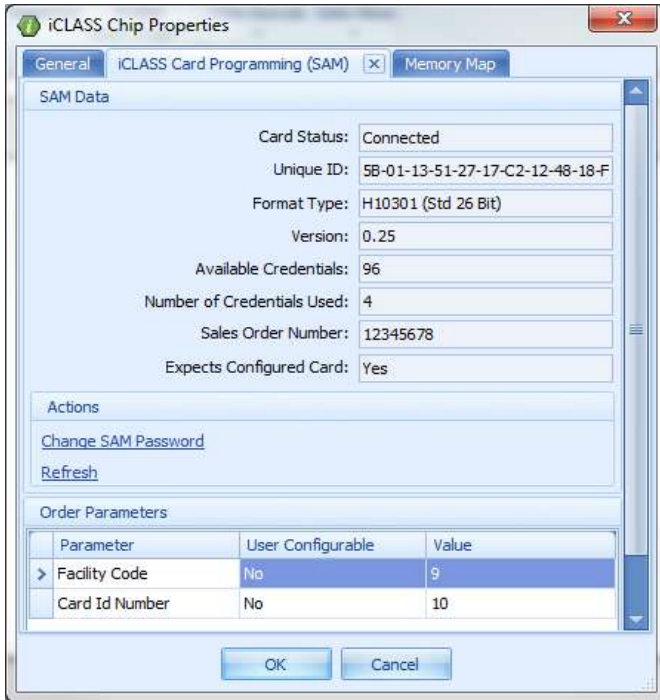 iCLASS Chip Properties
General iCLASS Card Programming (SAM) Memory Map
SAM Data
Card Status: Connected
Unique ID: 5B-01-13-51-27-17-C2-12-48-18-F
Format Type: H10301 (Std 26 Bit)
Version: 0.25
Available Credentials: 96
Number of Credentials Used: 4
Sales Order Number: 12345678
Expects Configured Card: Yes
Actions
Change SAM Password
Refresh
Order Parameters
Parameter User Configurable Value
Facility Code No 9
Card Id Number No 10
OK Cancel